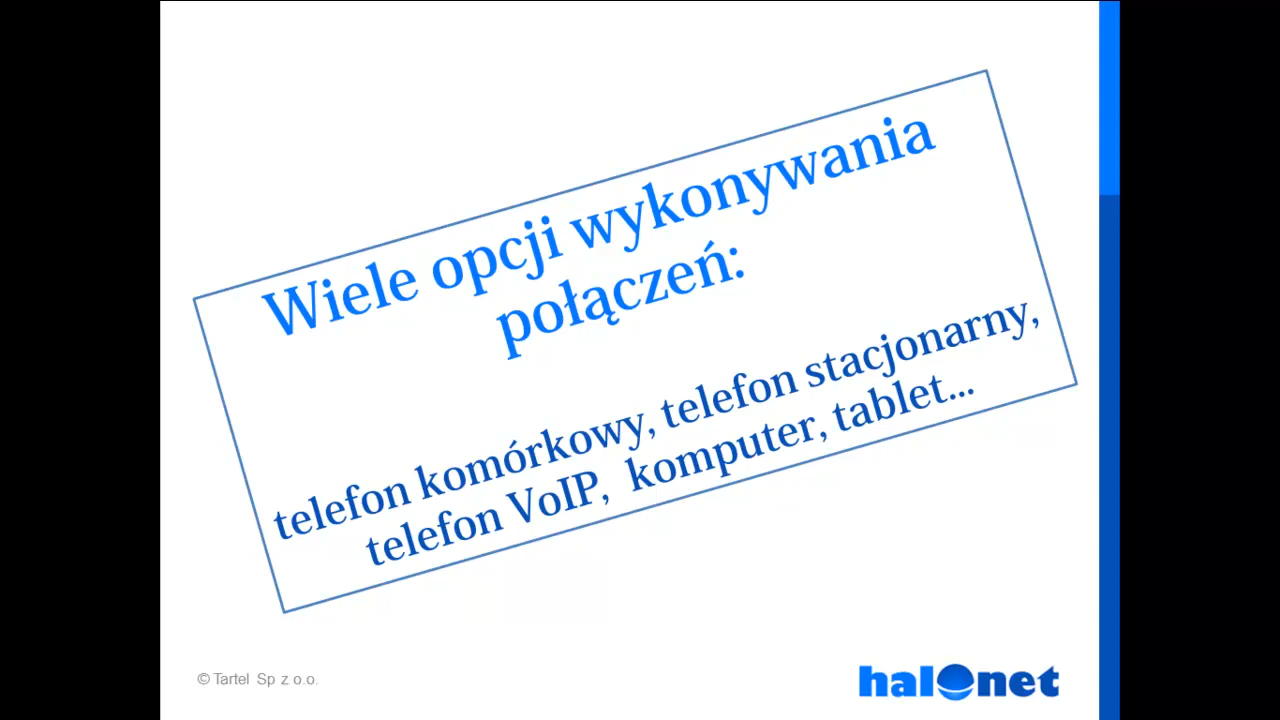 Wiele opcji wykonywania
połączeń:
telefon komórkowy, telefon stacjonarny,
telefon VoIP, komputer, tablet...
© Tartel Sp z o.o.
halonet